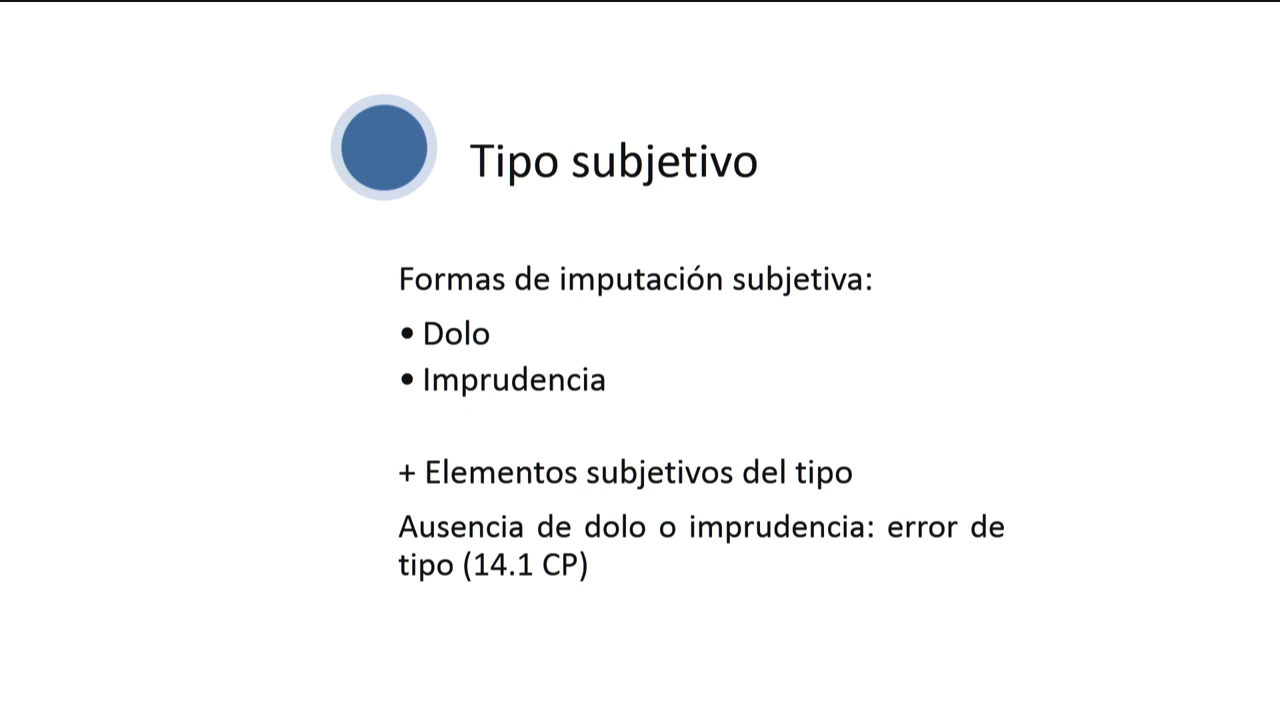 Tipo subjetivo
Formas de imputación subjetiva:
• Dolo
• Imprudencia
+ Elementos subjetivos del tipo
Ausencia de dolo o imprudencia: error de
tipo (14.1 CP)